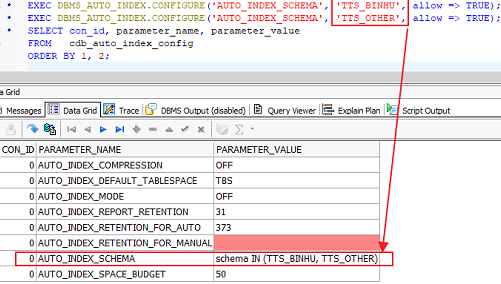 EXEC DBMS_AUTO_INDEX.CONFIGURE('AUTO_INDEX_SCHEMA', 'TTS_BINHU', allow => TRUE);
EXEC DBMS_AUTO_INDEX.CONFIGURE('AUTO_INDEX_SCHEMA', 'TTS_OTHER', allow => TRUE);
SELECT con_id, parameter_name, parameter_value
FROM cdb_auto_index_config
ORDER BY 1, 2;
Data Grid
Messages Data Grid Trace DBMS Output (disabled) Query Viewer Explain Plan Script Output
CON_ID PARAMETER_NAME PARAMETER_VALUE
0 AUTO_INDEX_COMPRESSION OFF
0 AUTO_INDEX_DEFAULT_TABLESPACE TBS
0 AUTO_INDEX_MODE OFF
0 AUTO_INDEX_REPORT_RETENTION 31
0 AUTO_INDEX_RETENTION_FOR_AUTO 373
0 AUTO_INDEX_RETENTION_FOR_MANUAL
0 AUTO_INDEX_SCHEMA schema IN (TTS_BINHU, TTS_OTHER)
0 AUTO_INDEX_SPACE_BUDGET 50